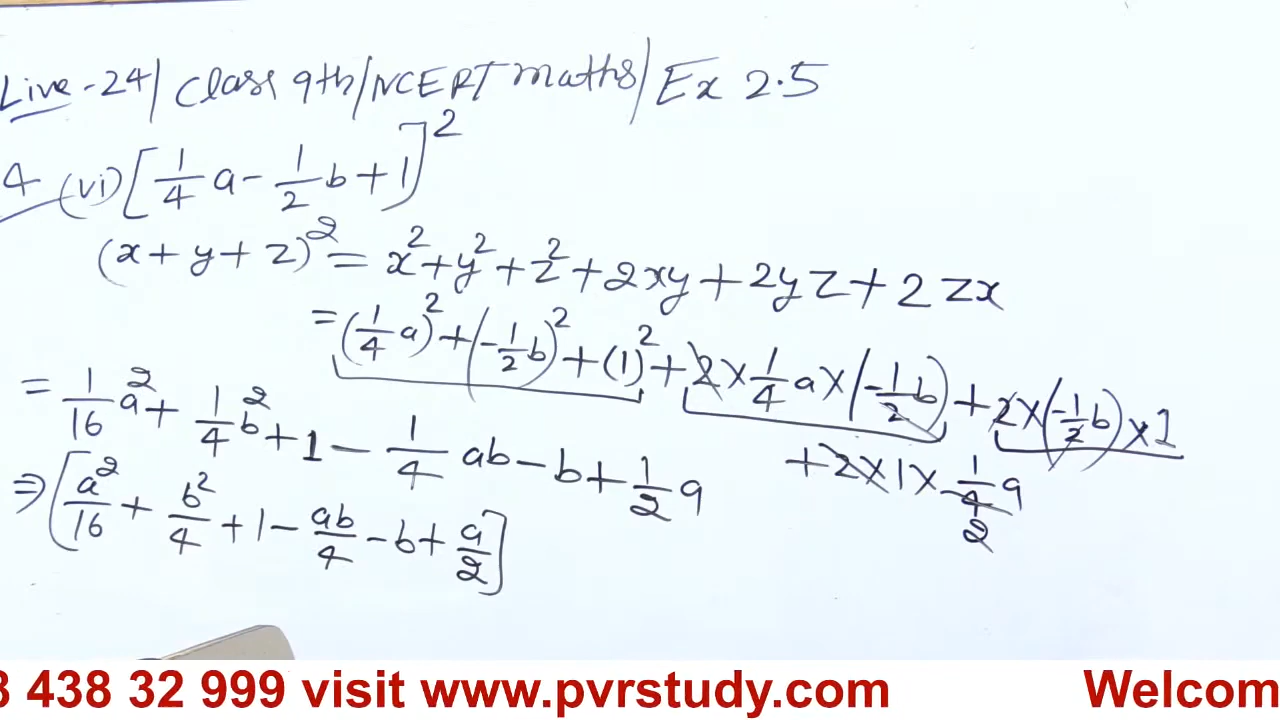 Live-24/ Class 9th/NCERT maths/ Ex 2.5
4 (vi) [1/4 a - 1/2 b + 1]²
(x + y + z)² = x² + y² + z² + 2xy + 2yz + 2zx
= (1/4 a)² + (-1/2 b)² + (1)² + 2 × 1/4 a × (-1/2 b) + 2 × (-1/2 b) × 1
+ 2 × 1 × 1/4 a
2
= 1/16 a² + 1/4 b² + 1 - 1/4 ab - b + 1/2 a
⇒ [a²/16 + b²/4 + 1 - ab/4 - b + a/2]
8 438 32 999 visit www.pvrstudy.com Welcom